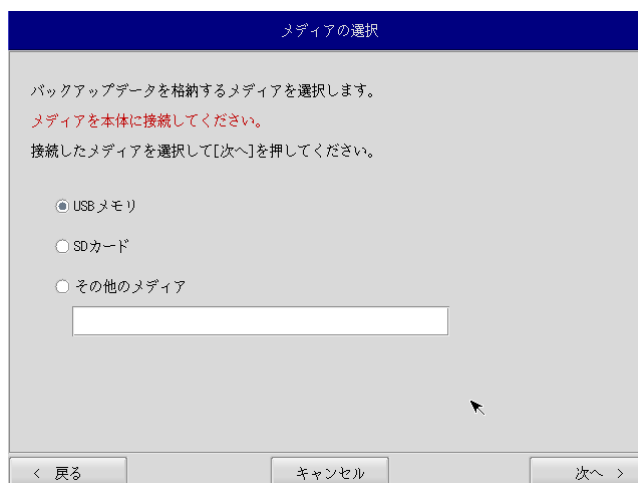 メディアの選択
バックアップデータを格納するメディアを選択します。
メディアを本体に接続してください。
接続したメディアを選択して[次へ]を押してください。
USBメモリ
SDカード
その他のメディア
< 戻る
キャンセル
次へ >